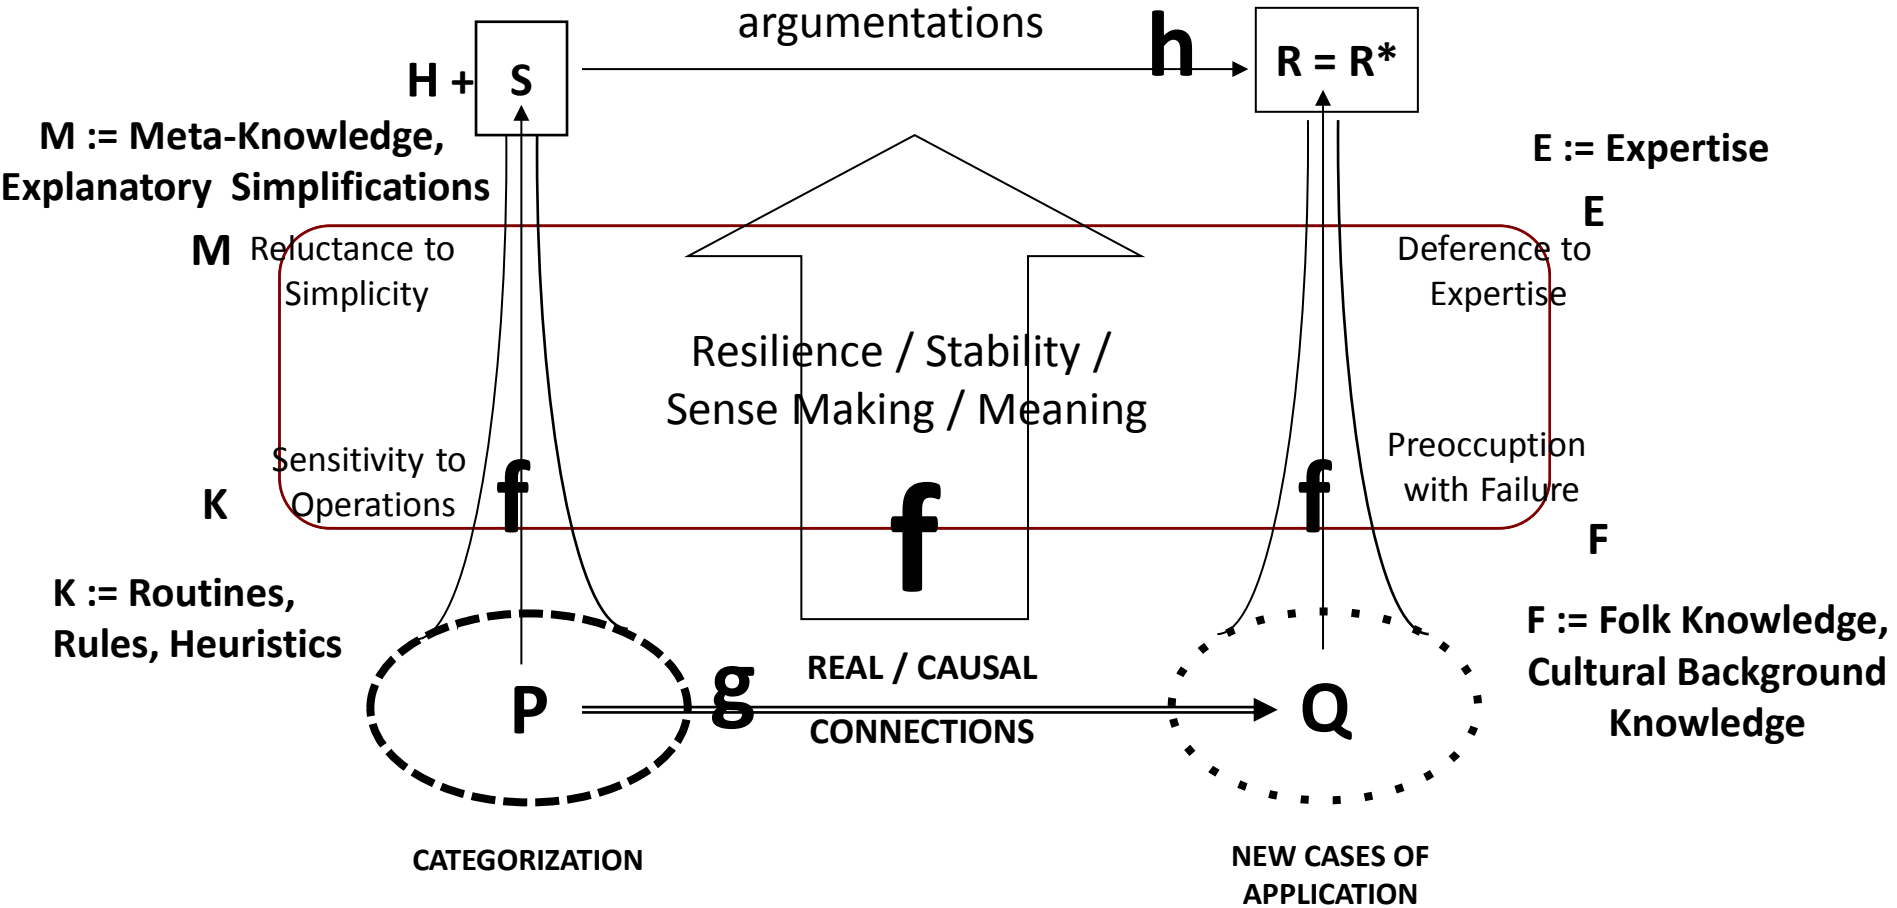 argumentations
h
R = R*
H + S
M := Meta-Knowledge,
Explanatory Simplifications
E := Expertise
E
M
Reluctance to
Simplicity
Deference to
Expertise
Resilience / Stability /
Sense Making / Meaning
Sensitivity to
Operations
Preoccuption
with Failure
K
f
f
f
F
K := Routines,
Rules, Heuristics
F := Folk Knowledge,
Cultural Background
Knowledge
P
g
REAL / CAUSAL
CONNECTIONS
Q
CATEGORIZATION
NEW CASES OF
APPLICATION